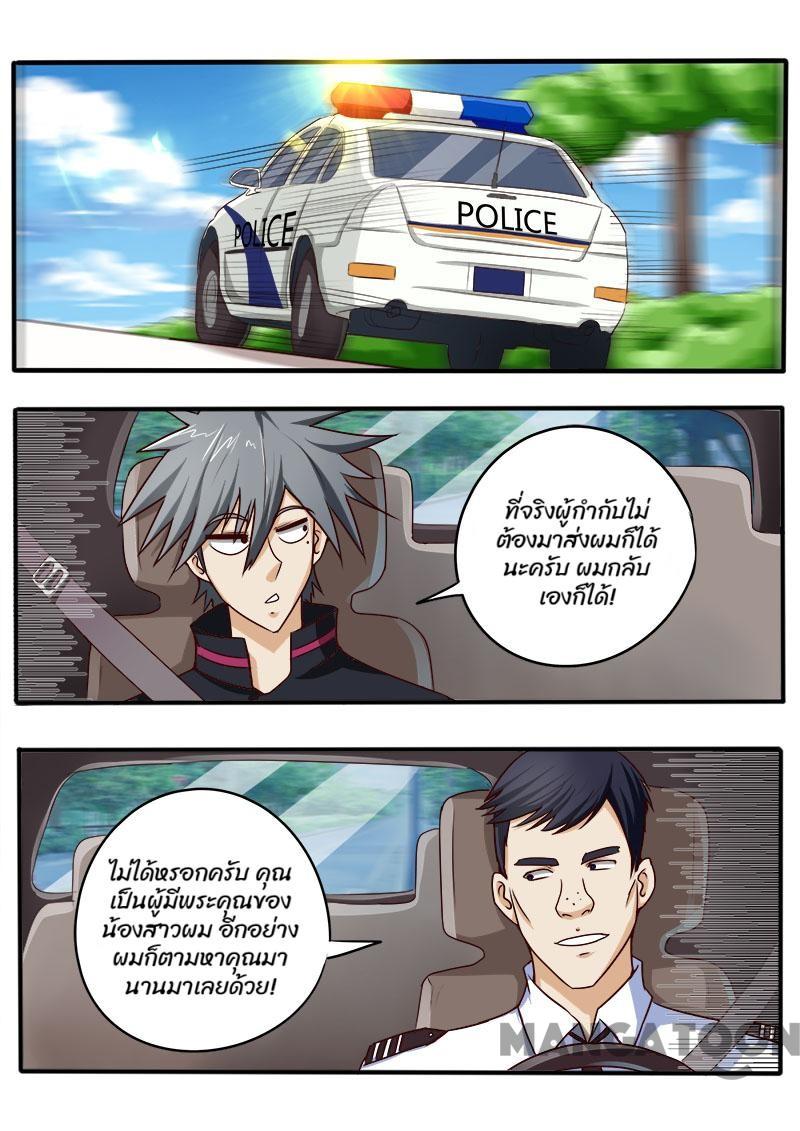 POLICE
POLICE
ที่จริงผู้กำกับไม่
ต้องมาส่งผมก็ได้
นะครับ ผมกลับ
เองก็ได้!
ไม่ได้หรอกครับ คุณ
เป็นผู้มีพระคุณของ
น้องสาวผม อีกอย่าง
ผมก็ตามหาคุณมา
นานมาเลยด้วย!
MANGATOON